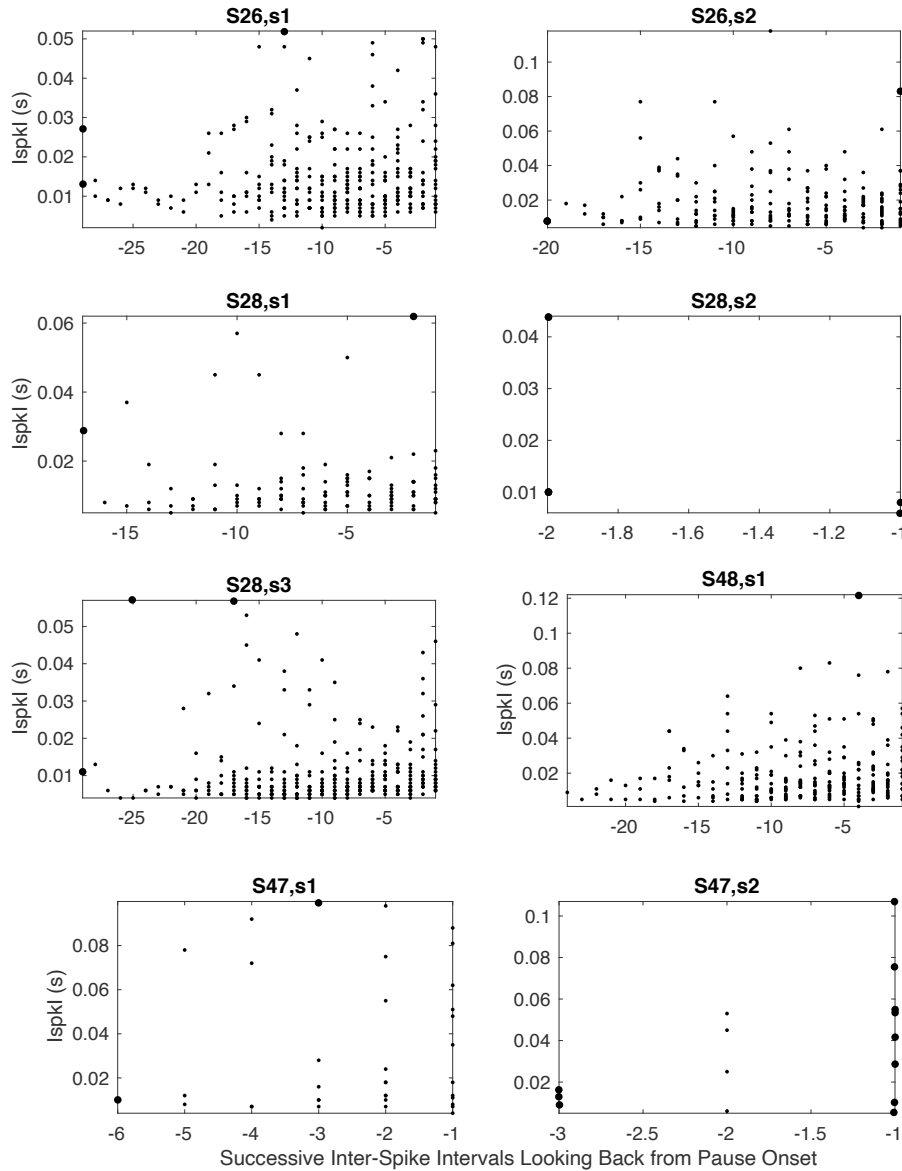 S26,s1
S26,s2
0.05
0.04
0.03
0.02
0.01
IspkI (s)
-25 -20 -15 -10 -5
0.1
0.08
0.06
0.04
0.02
-20 -15 -10 -5
S28,s1
S28,s2
0.06
0.04
0.02
IspkI (s)
-15 -10 -5
0.04
0.03
0.02
0.01
-2 -1.8 -1.6 -1.4 -1.2 -1
S28,s3
S48,s1
0.05
0.04
0.03
0.02
0.01
IspkI (s)
-25 -20 -15 -10 -5
0.12
0.1
0.08
0.06
0.04
0.02
IspkI (s)
-20 -15 -10 -5
S47,s1
S47,s2
0.08
0.06
0.04
0.02
IspkI (s)
-6 -5 -4 -3 -2 -1
0.1
0.08
0.06
0.04
0.02
-3 -2 -1
Successive Inter-Spike Intervals Looking Back from Pause Onset